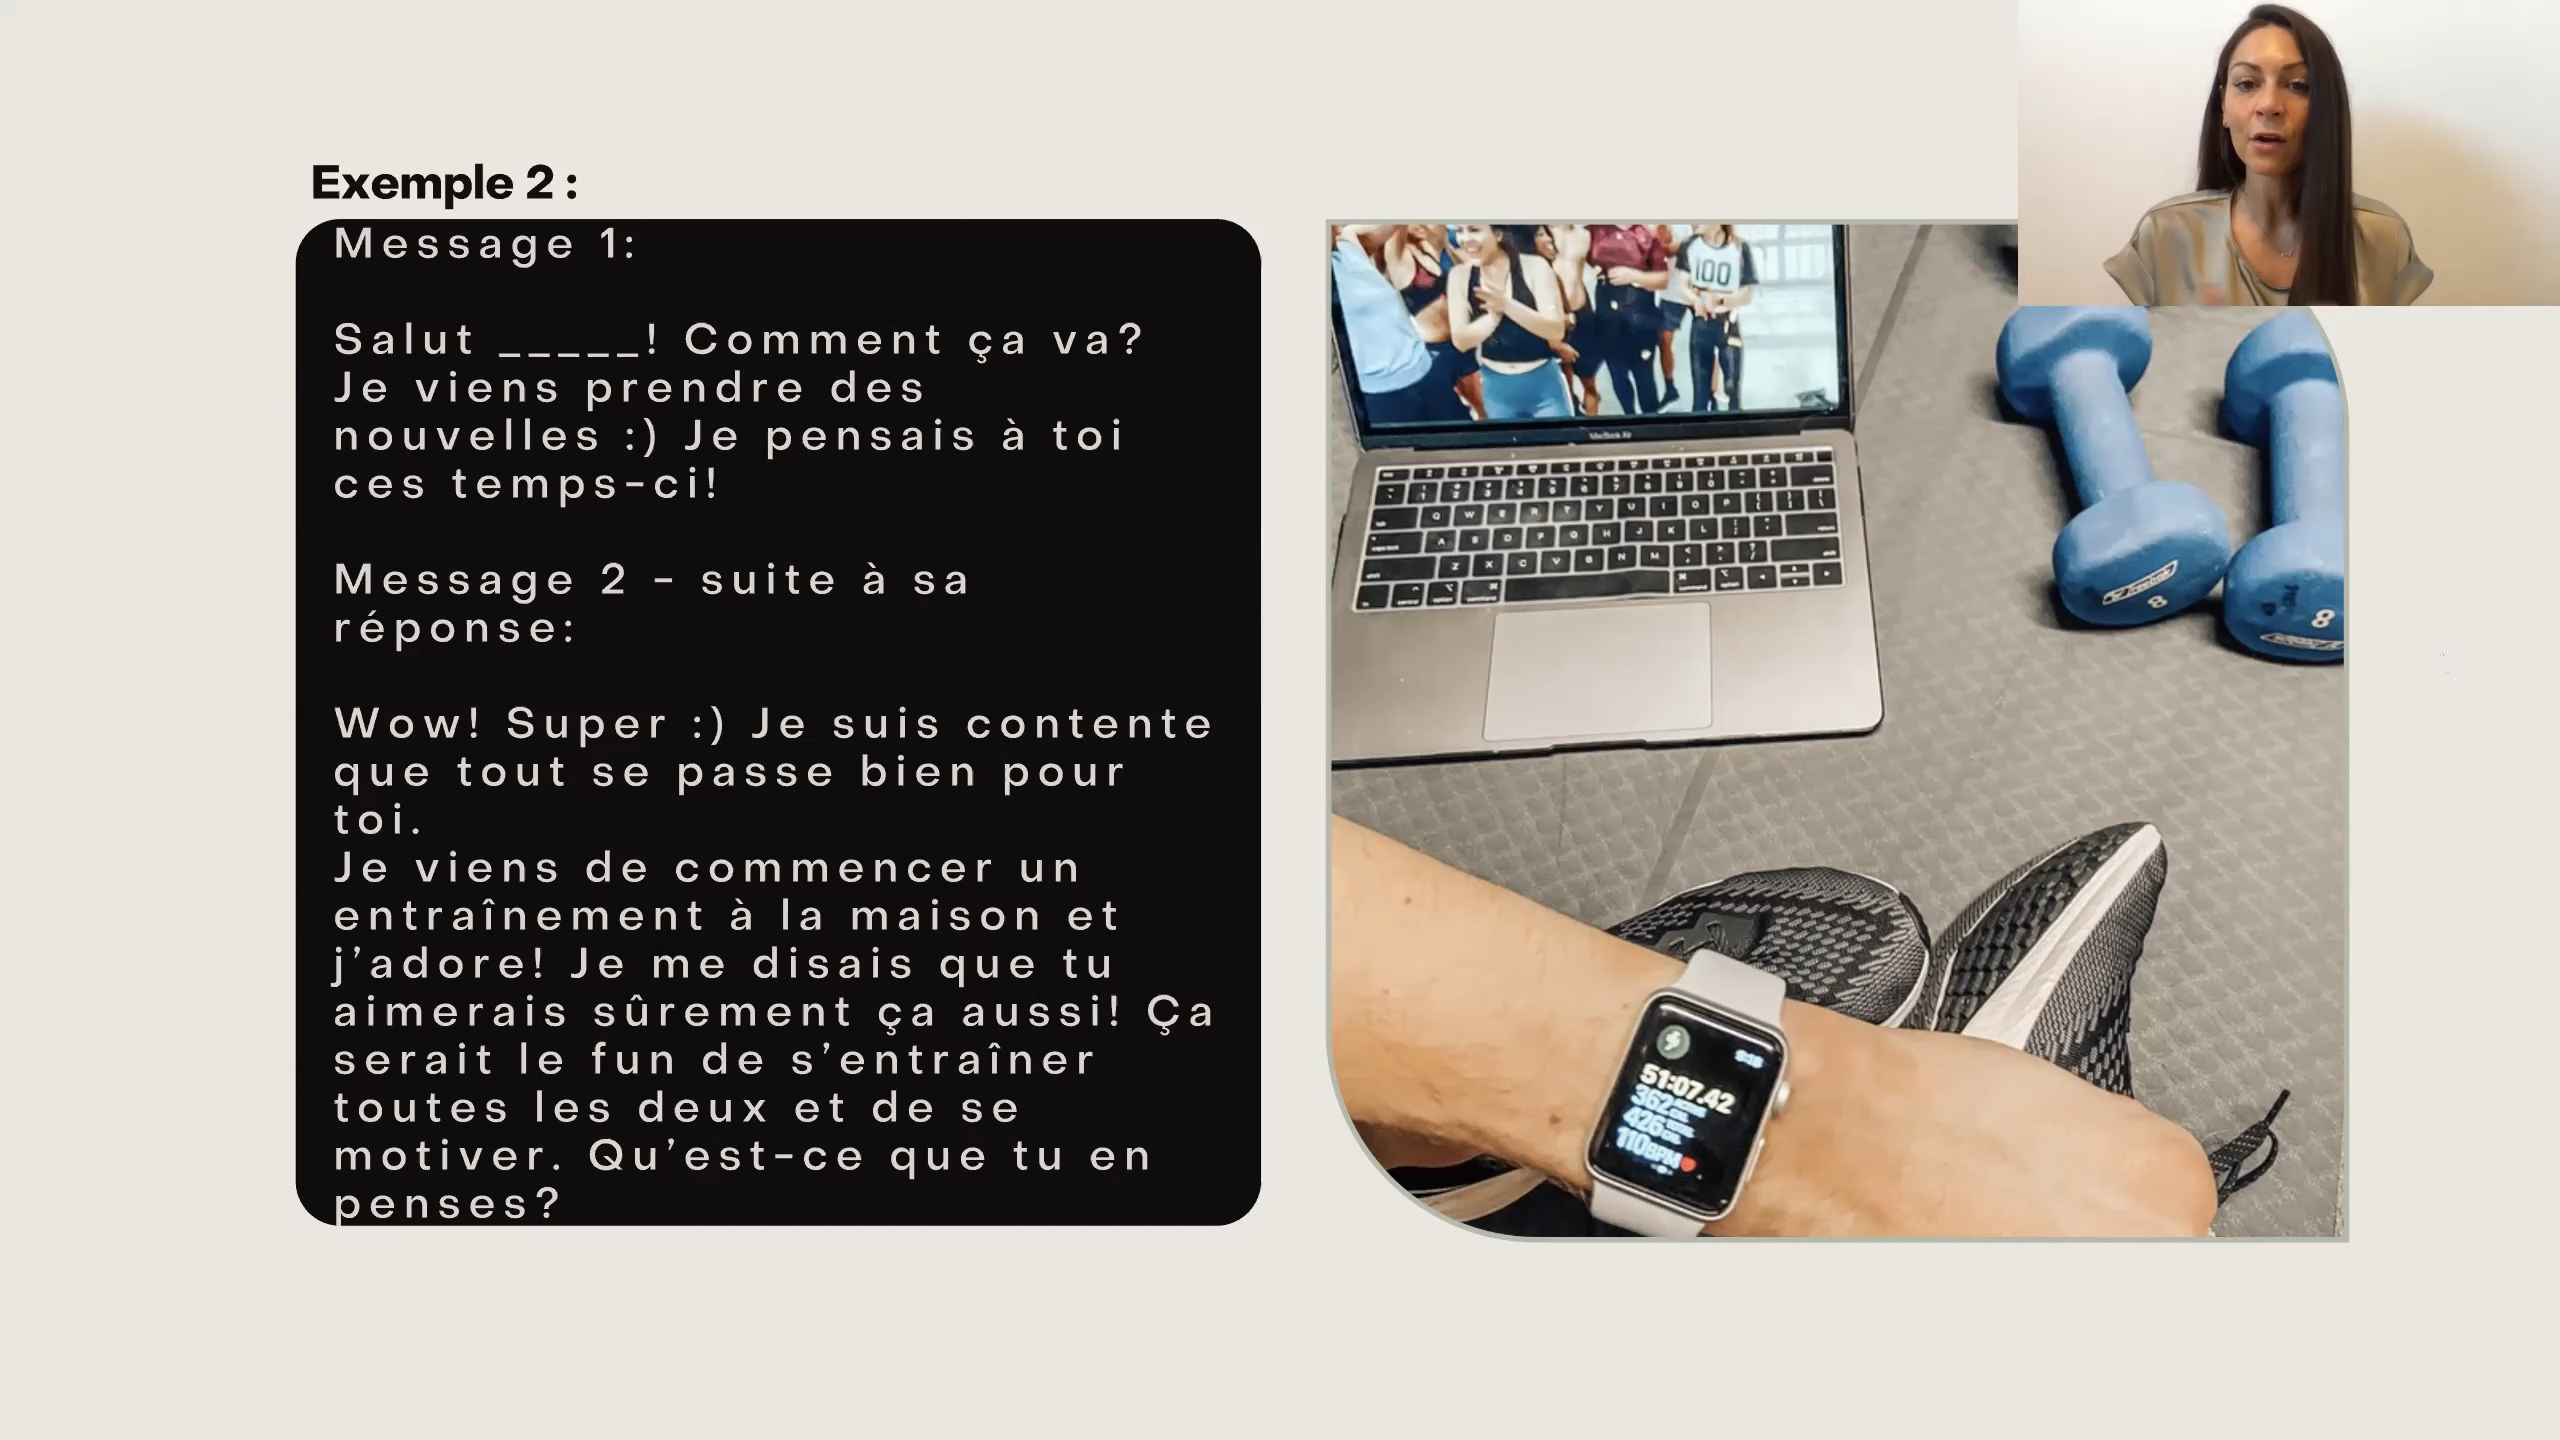 Exemple 2 :
Message 1:
Salut _____! Comment ça va?
Je viens prendre des
nouvelles :) Je pensais à toi
ces temps-ci!
Message 2 - suite à sa
réponse:
Wow! Super :) Je suis contente
que tout se passe bien pour
toi.
Je viens de commencer un
entraînement à la maison et
j’adore! Je me disais que tu
aimerais sûrement ça aussi! Ça
serait le fun de s’entraîner
toutes les deux et de se
motiver. Qu’est-ce que tu en
penses?
100
MacBook Air
Q W E R T Y U I O P
A S D F G H J K L
Z X C V B N M
Reebok
8
8
51:07.42
362
426
110BPM